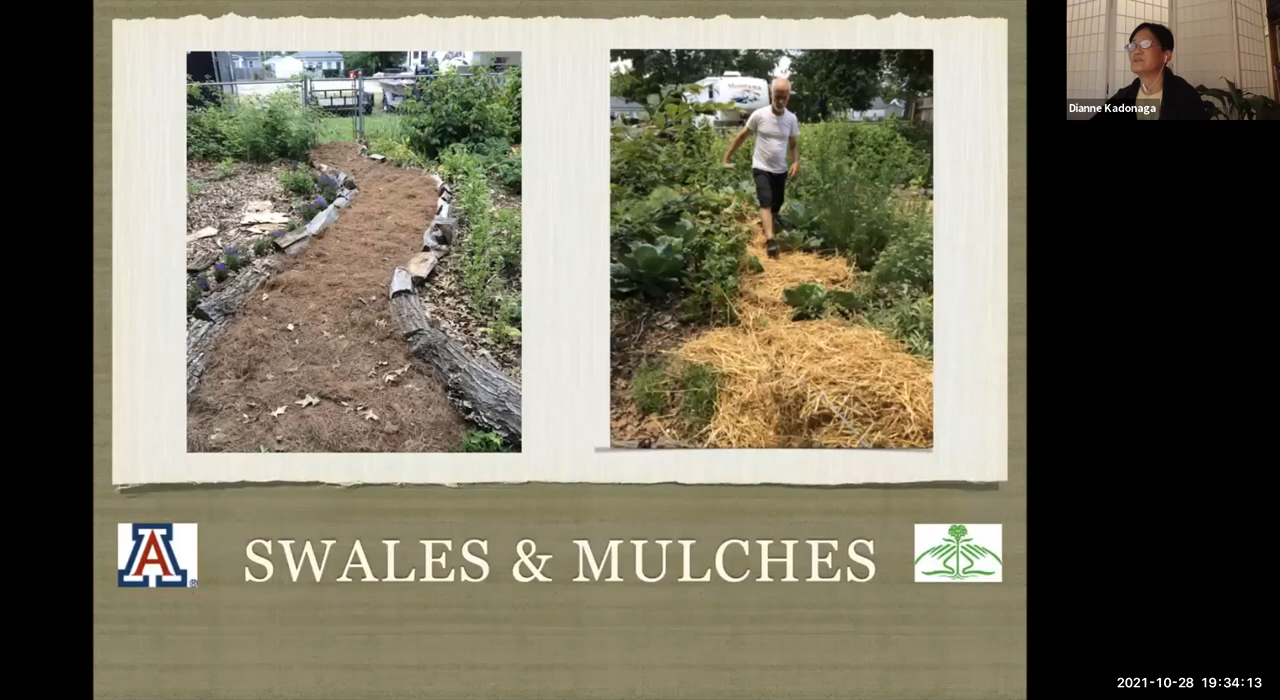 Dianne Kadonaga
A
®
SWALES & MULCHES
2021-10-28 19:34:13